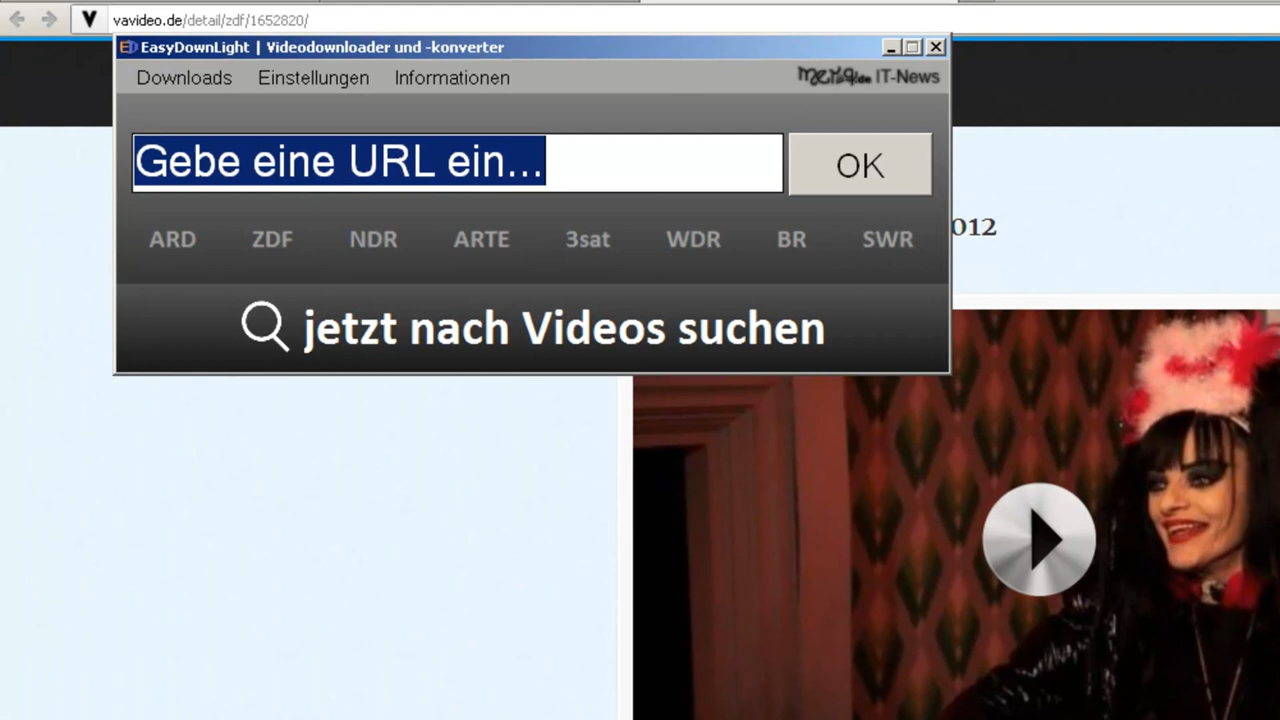 vavideo.de/detail/zdf/1652820/
EasyDownLight | Videodownloader und -konverter
Downloads Einstellungen Informationen IT-News
Gebe eine URL ein... OK
ARD ZDF NDR ARTE 3sat WDR BR SWR
012
jetzt nach Videos suchen